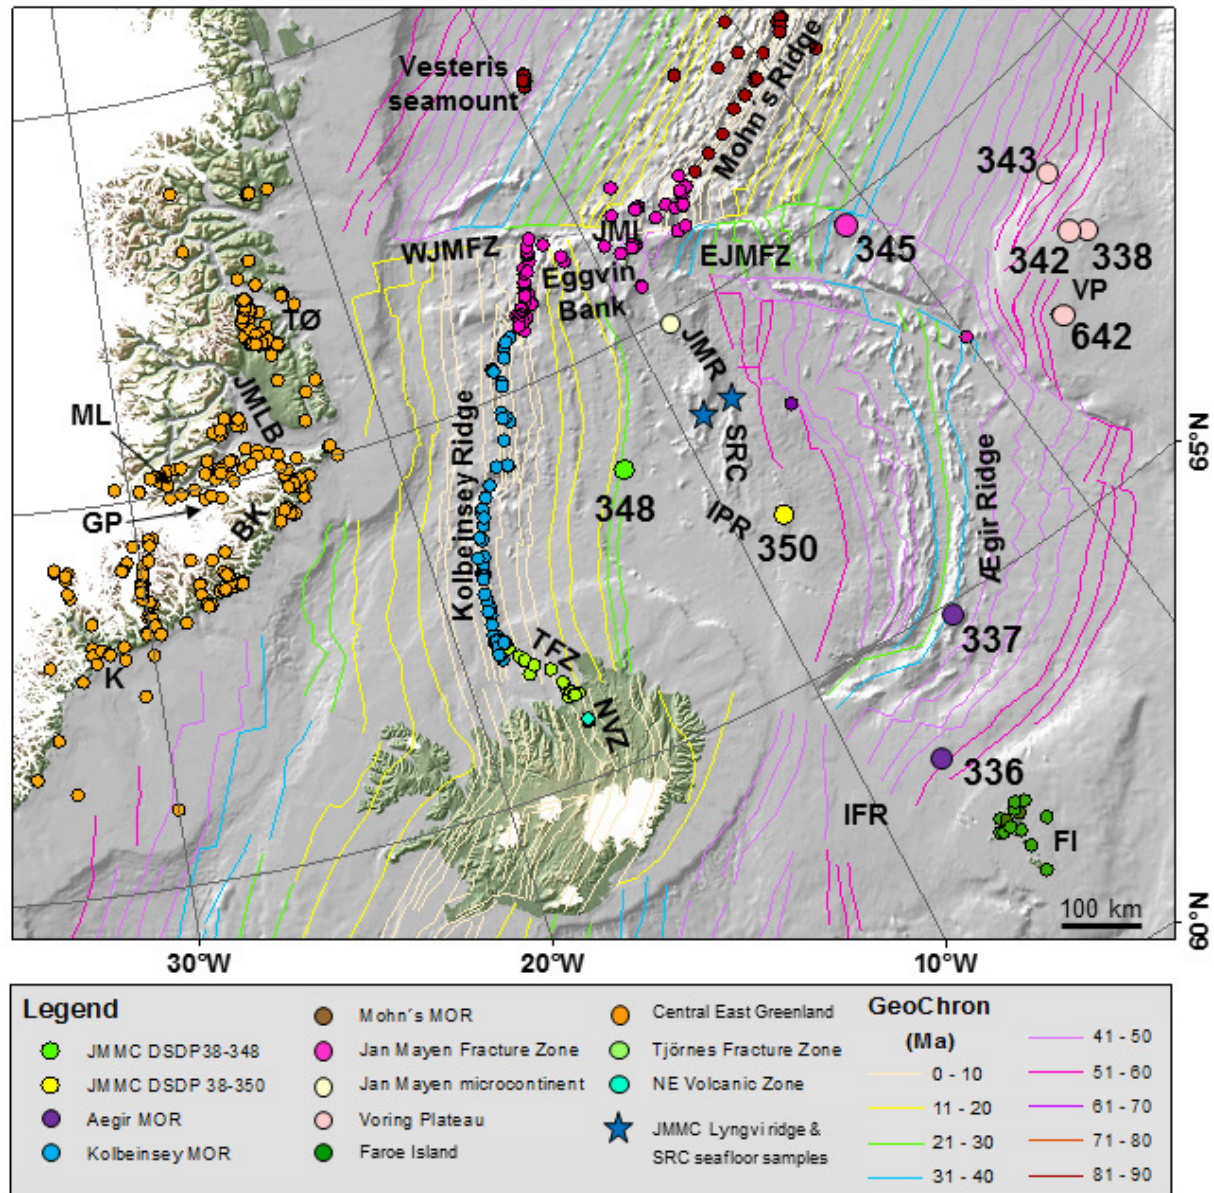 Vesteris
seamount
Mohn's Ridge
343
342
338
VP
642
345
WJMFZ
JMI
EJMFZ
Eggvin
Bank
TØ
JMLB
ML
GP
BK
K
Kolbeinsey Ridge
JMR
SRC
348
IPR
350
Ægir Ridge
337
TFZ
NVZ
336
IFR
FI
100 km
65°N
60°N
30°W
20°W
10°W
Legend
JMMC DSDP38-348
JMMC DSDP 38-350
Aegir MOR
Kolbeinsey MOR
Mohn´s MOR
Jan Mayen Fracture Zone
Jan Mayen microcontinent
Voring Plateau
Faroe Island
Central East Greenland
Tjörnes Fracture Zone
NE Volcanic Zone
JMMC Lyngvi ridge &
SRC seafloor samples
GeoChron
(Ma)
0 - 10
11 - 20
21 - 30
31 - 40
41 - 50
51 - 60
61 - 70
71 - 80
81 - 90